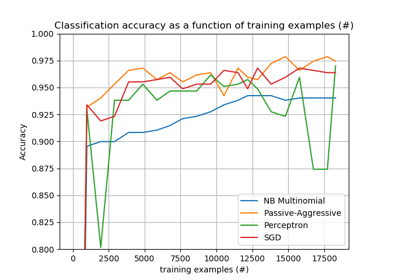 Classification accuracy as a function of training examples (#)
1.000
0.975
0.950
0.925
0.900
0.875
0.850
0.825
0.800
Accuracy
NB Multinomial
Passive-Aggressive
Perceptron
SGD
0 2500 5000 7500 10000 12500 15000 17500
training examples (#)